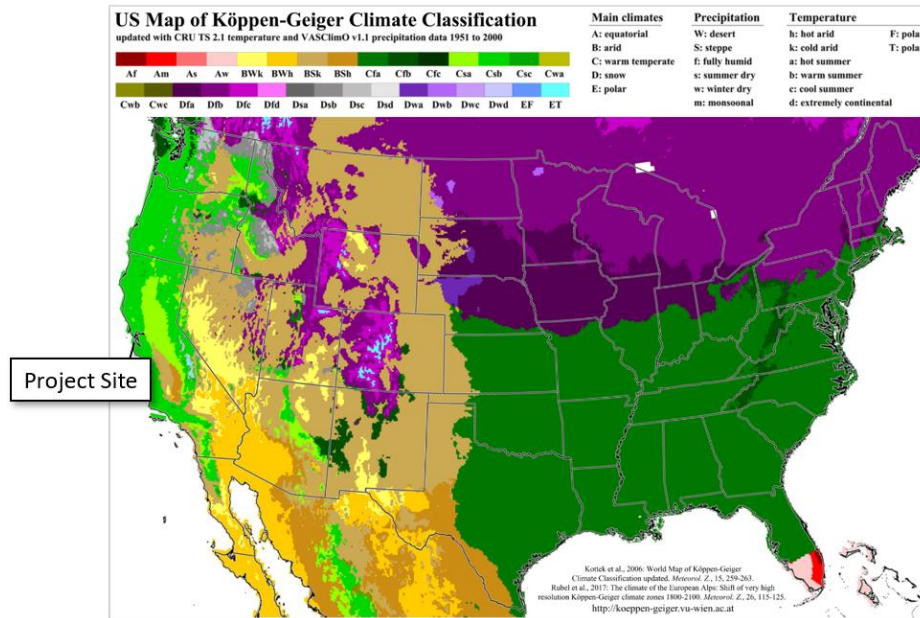 US Map of Köppen-Geiger Climate Classification
updated with CRU TS 2.1 temperature and VASClimO v1.1 precipitation data 1951 to 2000
Af Am As Aw BWk BWh BSk BSh Cfa Cfb Cfc Csa Csb Csc Cwa
Cwb Cwc Dfa Dfb Dfc Dfd Dsa Dsb Dsc Dsd Dwa Dwb Dwc Dwd EF ET
Main climates
A: equatorial
B: arid
C: warm temperate
D: snow
E: polar
Precipitation
W: desert
S: steppe
f: fully humid
s: summer dry
w: winter dry
m: monsoonal
Temperature
h: hot arid
k: cold arid
a: hot summer
b: warm summer
c: cool summer
d: extremely continental
F: pola
T: pola
Project Site
Kottek et al., 2006: World Map of Köppen-Geiger
Climate Classification updated. Meteorol. Z., 15, 259-263.
Rubel et al., 2017: The climate of the European Alps: Shift of very high
resolution Köppen-Geiger climate zones 1800-2100. Meteorol. Z., 26, 115-125.
http://koeppen-geiger.vu-wien.ac.at